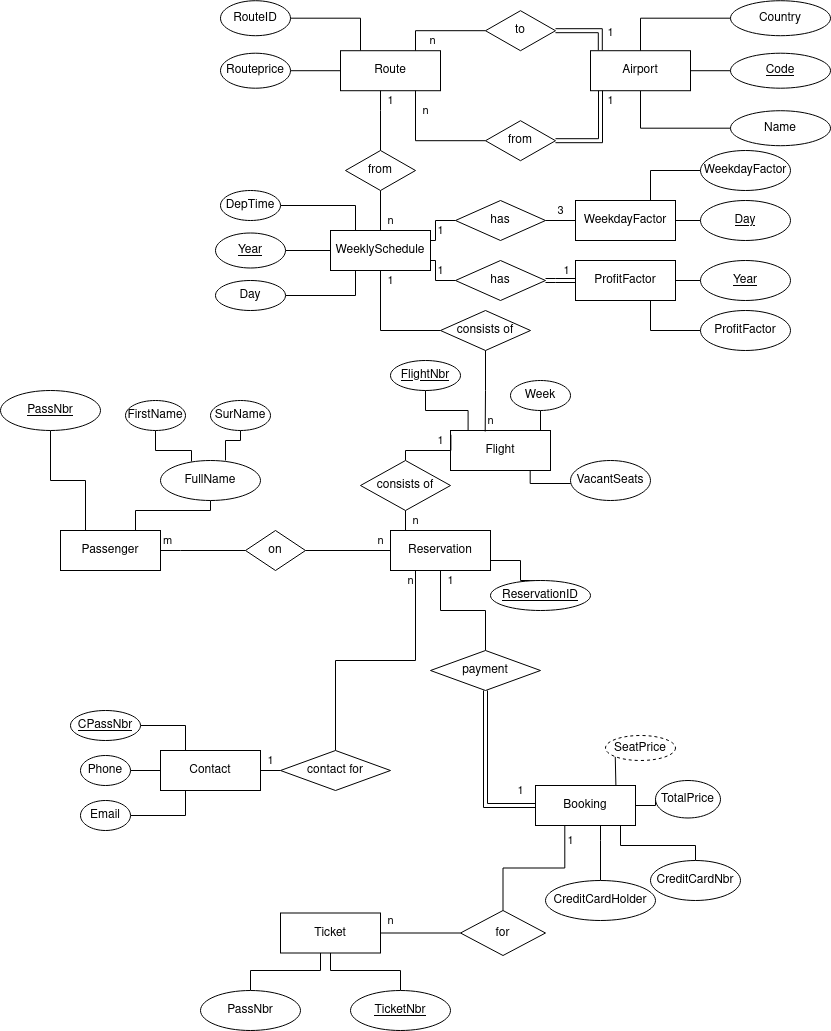 RouteID
n
to
1
Country
Routeprice
Route
Airport
Code
1
n
1
from
Name
from
WeekdayFactor
DepTime
n
has
3
WeekdayFactor
Day
1
Year
WeeklySchedule
1
has
1
ProfitFactor
Year
Day
1
consists of
ProfitFactor
FlightNbr
Week
PassNbr
FirstName
SurName
n
1
Flight
FullName
consists of
VacantSeats
n
m
on
n
Passenger
Reservation
n
1
ReservationID
payment
CPassNbr
SeatPrice
Phone
Contact
1
contact for
1
Booking
TotalPrice
Email
1
CreditCardNbr
CreditCardHolder
Ticket
n
for
PassNbr
TicketNbr